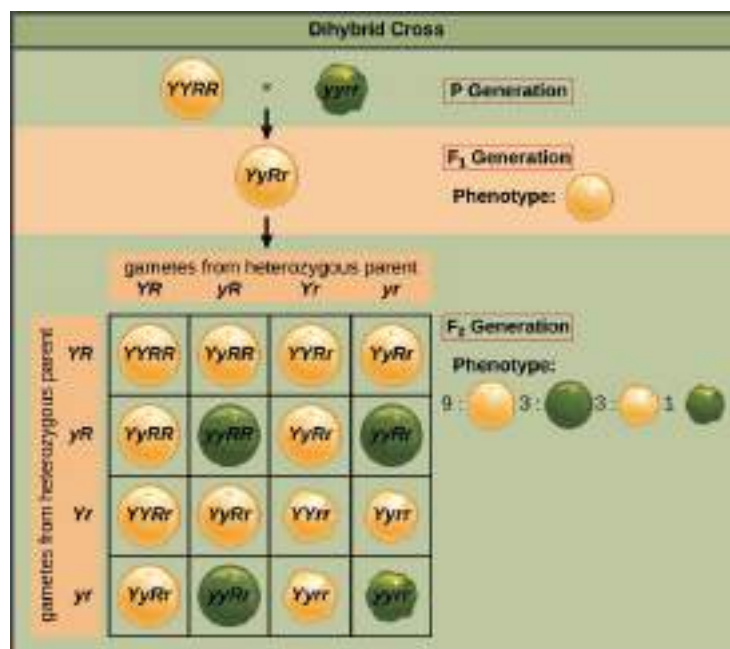 Dihybrid Cross
YYRR × yyrr P Generation
YyRr
F₁ Generation
Phenotype:
gametes from heterozygous parent
YR yR Yr yr
gametes from heterozygous parent
YR YYRR YyRR YYRr YyRr
yR YyRR yyRR YyRr yyRr
Yr YYRr YyRr YYrr Yyrr
yr YyRr yyRr Yyrr yyrr
F₂ Generation
Phenotype:
9 : 3 : 3 : 1